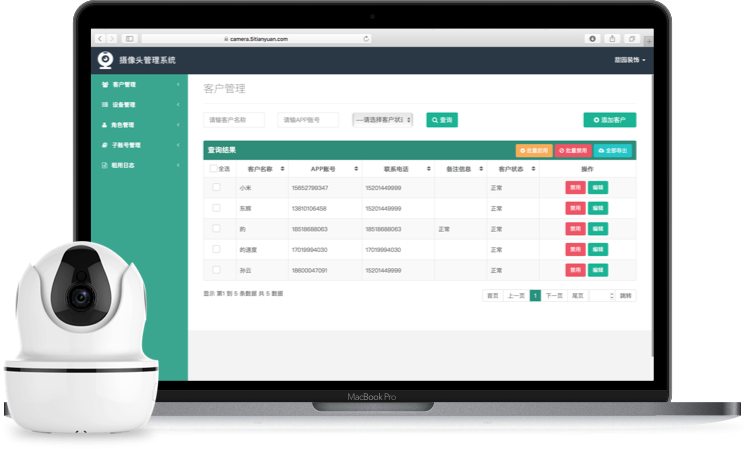 camera.5itianyuan.com
摄像头管理系统
甜园装饰
客户管理
设备管理
角色管理
子账号管理
租用日志
客户管理
请输客户名称
请输APP账号
---请选择客户状态
查询
添加客户
查询结果
批量启用
批量禁用
全部导出
全选 客户名称 APP账号 联系电话 备注信息 客户状态 操作
小米 15652799347 15201449999 正常 禁用 编辑
东辉 13810106458 15201449999 正常 禁用 编辑
的 18518688063 18518688063 正常 正常 禁用 编辑
的速度 17019994030 17019994030 正常 禁用 编辑
孙云 18600047091 15201449999 正常 禁用 编辑
显示 第1 到 5 条数据 共 5 数据
首页 上一页 1 下一页 尾页 跳转
MacBook Pro